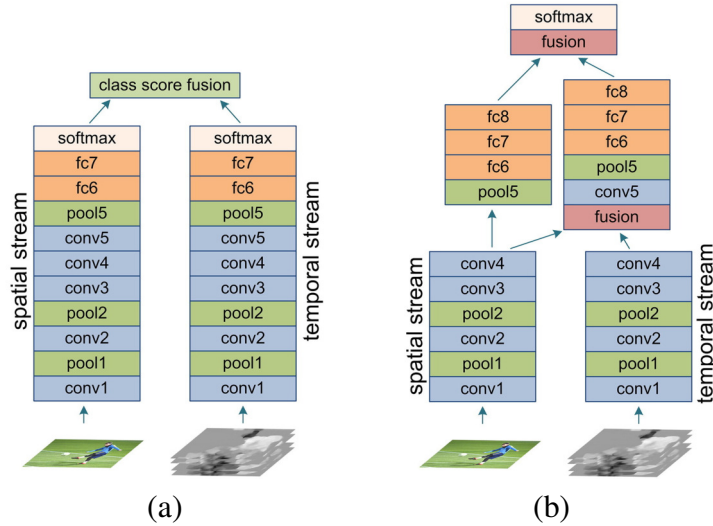 class score fusion
spatial stream
softmax
fc7
fc6
pool5
conv5
conv4
conv3
pool2
conv2
pool1
conv1
softmax
fc7
fc6
pool5
conv5
conv4
conv3
pool2
conv2
pool1
conv1
temporal stream
(a)
softmax
fusion
fc8
fc7
fc6
pool5
fc8
fc7
fc6
pool5
conv5
fusion
spatial stream
conv4
conv3
pool2
conv2
pool1
conv1
conv4
conv3
pool2
conv2
pool1
conv1
temporal stream
(b)